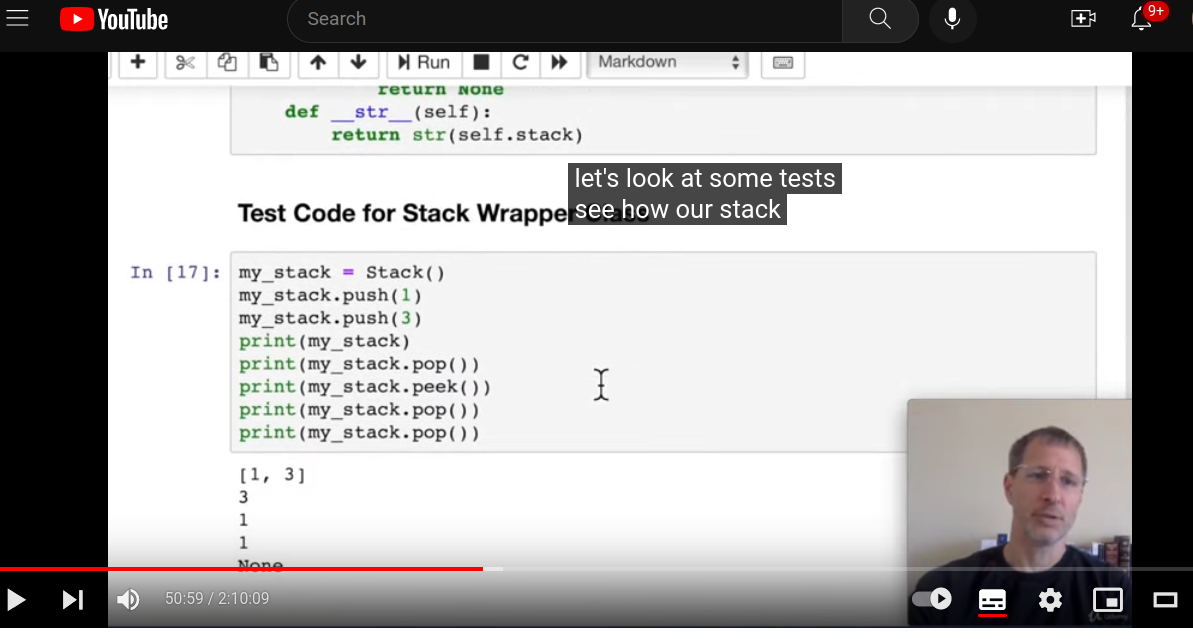 YouTube
Search
9+
Run
Markdown
return None
def __str__(self):
return str(self.stack)
let's look at some tests
see how our stack
Test Code for Stack Wrapper
In [17]:
my_stack = Stack()
my_stack.push(1)
my_stack.push(3)
print(my_stack)
print(my_stack.pop())
print(my_stack.peek())
print(my_stack.pop())
print(my_stack.pop())
[1, 3]
3
1
1
None
50:59 / 2:10:09